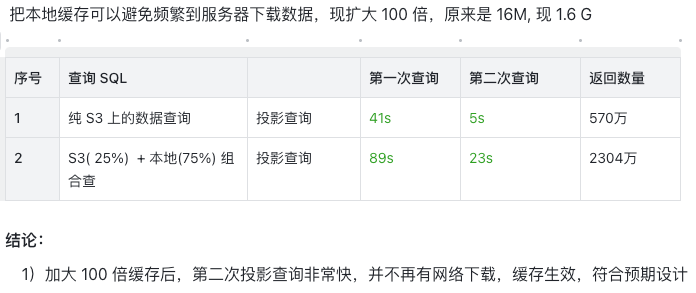 把本地缓存可以避免频繁到服务器下载数据，现扩大 100 倍，原来是 16M, 现 1.6 G
序号 查询 SQL 第一次查询 第二次查询 返回数量
1 纯 S3 上的数据查询 投影查询 41s 5s 570万
2 S3( 25%) + 本地(75%) 组 投影查询 89s 23s 2304万
合查
结论：
1）加大 100 倍缓存后，第二次投影查询非常快，并不再有网络下载，缓存生效，符合预期设计